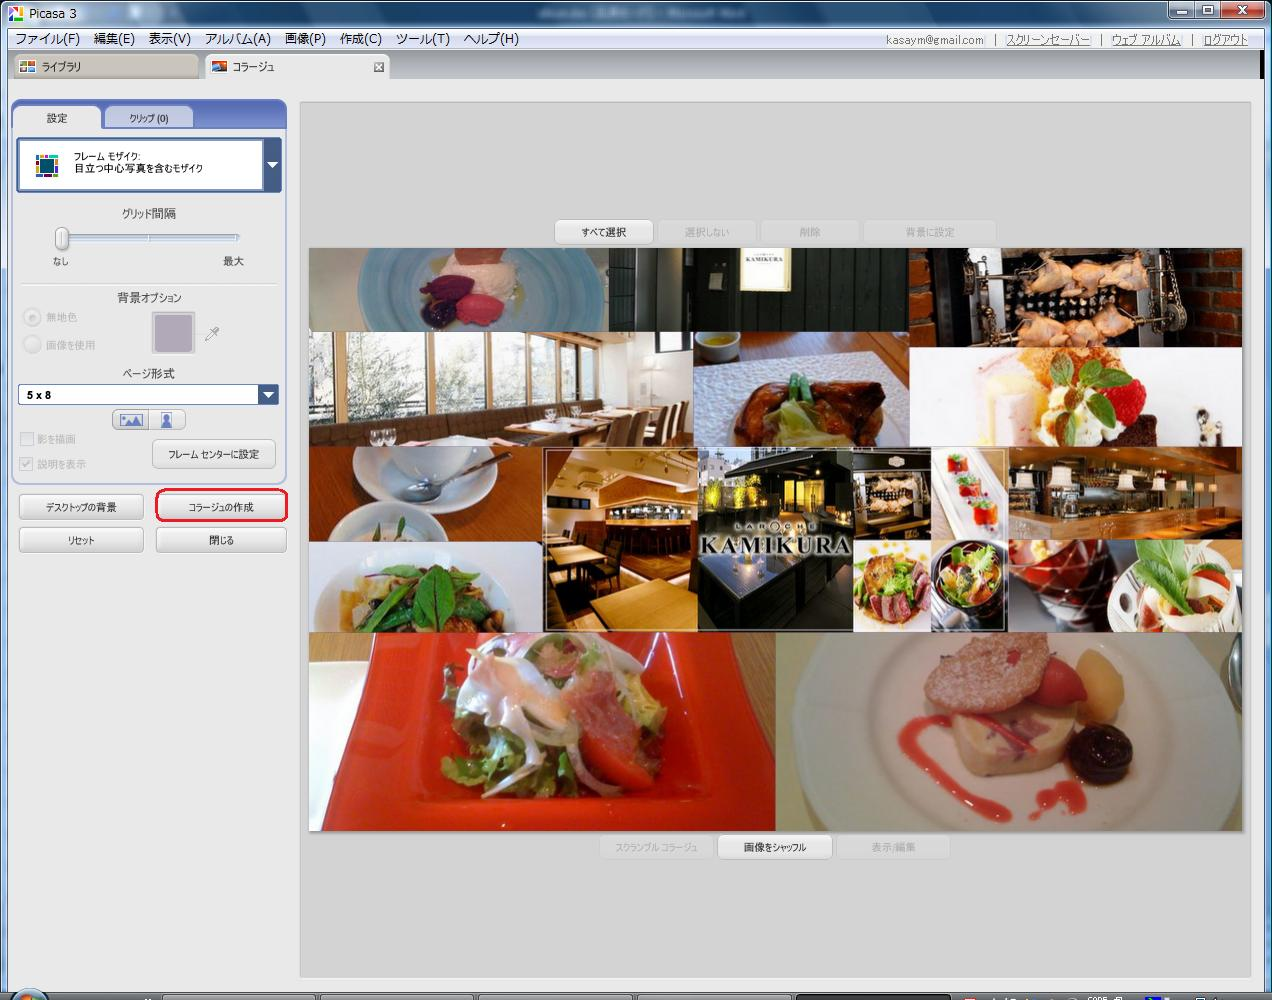 Picasa 3
ファイル(F) 編集(E) 表示(V) アルバム(A) 画像(P) 作成(C) ツール(T) ヘルプ(H)
kasaym@gmail.com | スクリーンセーバー | ウェブ アルバム | ログアウト
ライブラリ
コラージュ
設定
クリップ (0)
フレーム モザイク:
目立つ中心写真を含むモザイク
グリッド間隔
なし
最大
背景オプション
無地色
画像を使用
ページ形式
5 x 8
影を描画
説明を表示
フレーム センターに設定
デスクトップの背景
コラージュの作成
リセット
閉じる
すべて選択
選択しない
削除
背景に設定
KAMIKURA
LAROCHE
KAMIKURA
スクランブル コラージュ
画像をシャッフル
表示/編集